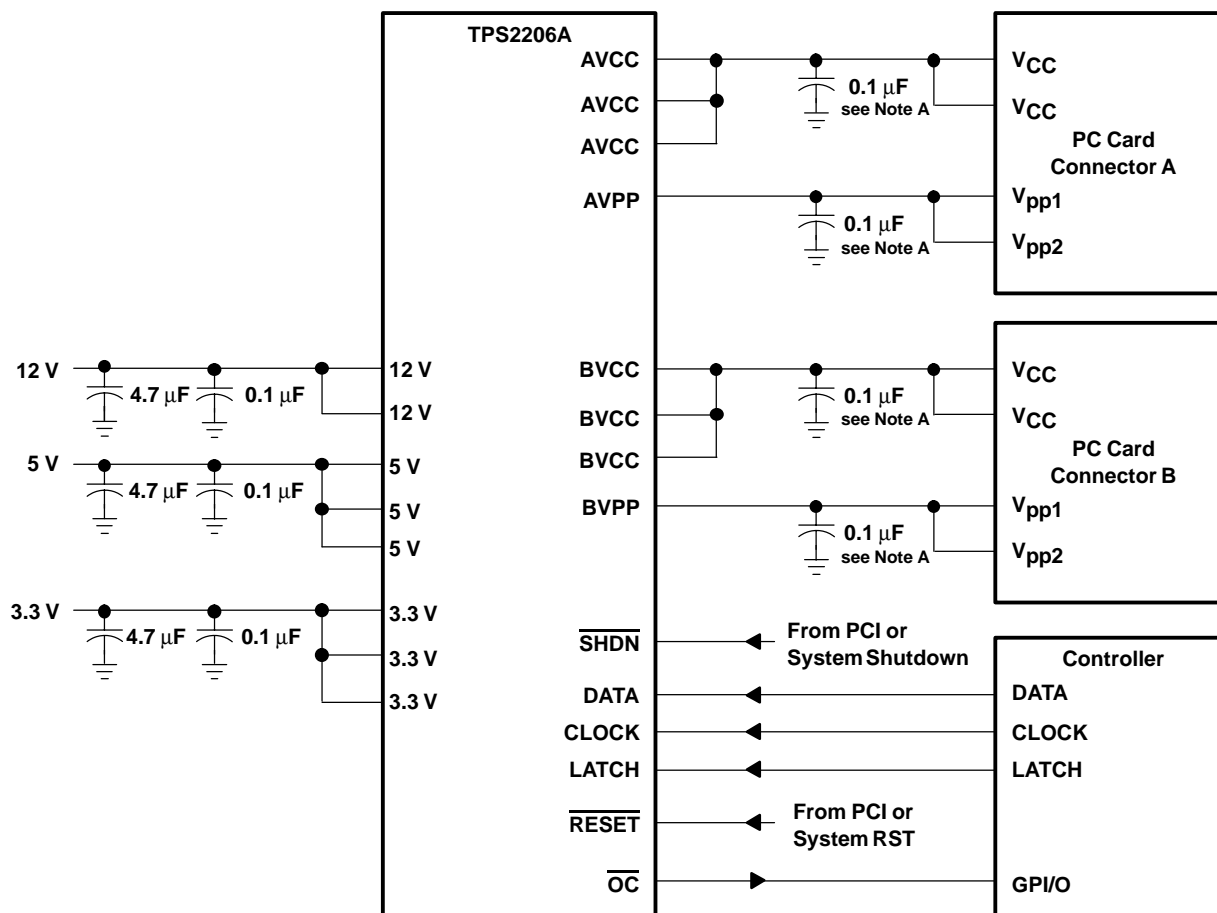 TPS2206A
AVCC
AVCC
AVCC
AVPP
0.1 μF
see Note A
0.1 μF
see Note A
VCC
VCC
PC Card
Connector A
Vpp1
Vpp2
12 V
4.7 μF
0.1 μF
12 V
12 V
5 V
4.7 μF
0.1 μF
5 V
5 V
5 V
3.3 V
4.7 μF
0.1 μF
3.3 V
3.3 V
3.3 V
BVCC
BVCC
BVCC
BVPP
0.1 μF
see Note A
0.1 μF
see Note A
VCC
VCC
PC Card
Connector B
Vpp1
Vpp2
SHDN
From PCI or
System Shutdown
DATA
CLOCK
LATCH
RESET
From PCI or
System RST
OC
Controller
DATA
CLOCK
LATCH
GPI/O